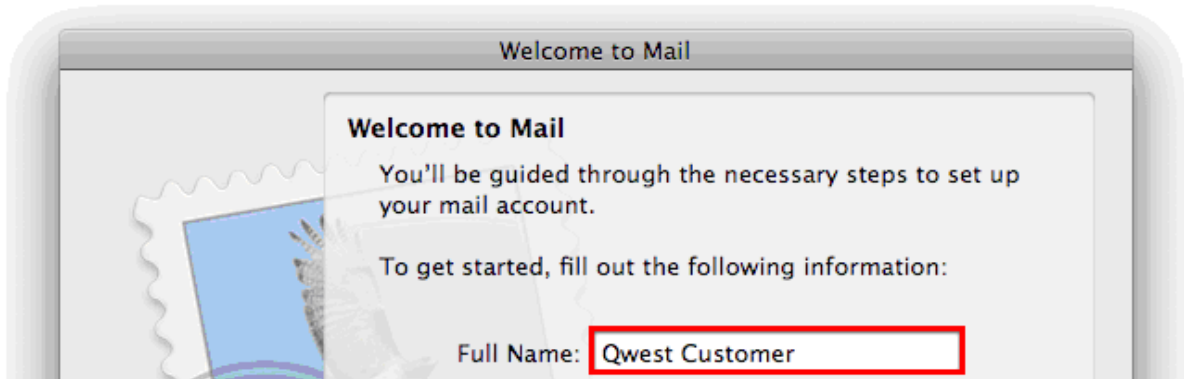 Welcome to Mail
Welcome to Mail
You’ll be guided through the necessary steps to set up
your mail account.
To get started, fill out the following information:
Full Name: Qwest Customer